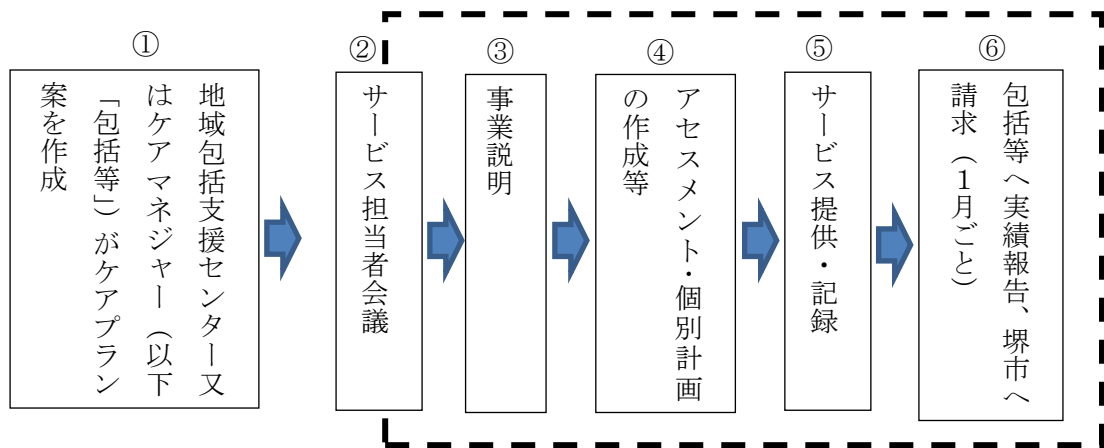 ①
地域包括支援センター又
はケアマネジャー（以下
「包括等」）がケアプラン
案を作成
②
サービス担当者会議
③
事業説明
④
アセスメント・個別計画
の作成等
⑤
サービス提供・記録
⑥
包括等へ実績報告、堺市へ
請求（１月ごと）